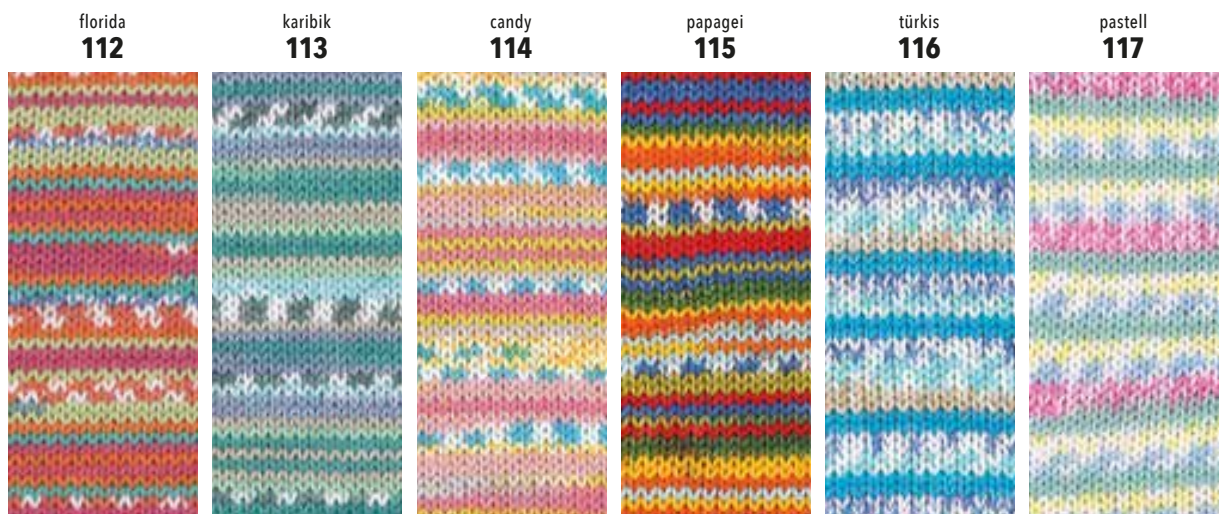 florida
112
karibik
113
candy
114
papagei
115
türkis
116
pastell
117